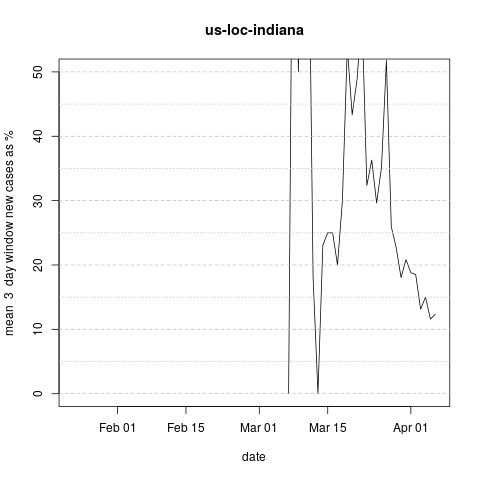 us-loc-indiana
mean 3 day window new cases as %
50
40
30
20
10
0
Feb 01
Feb 15
Mar 01
Mar 15
Apr 01
date